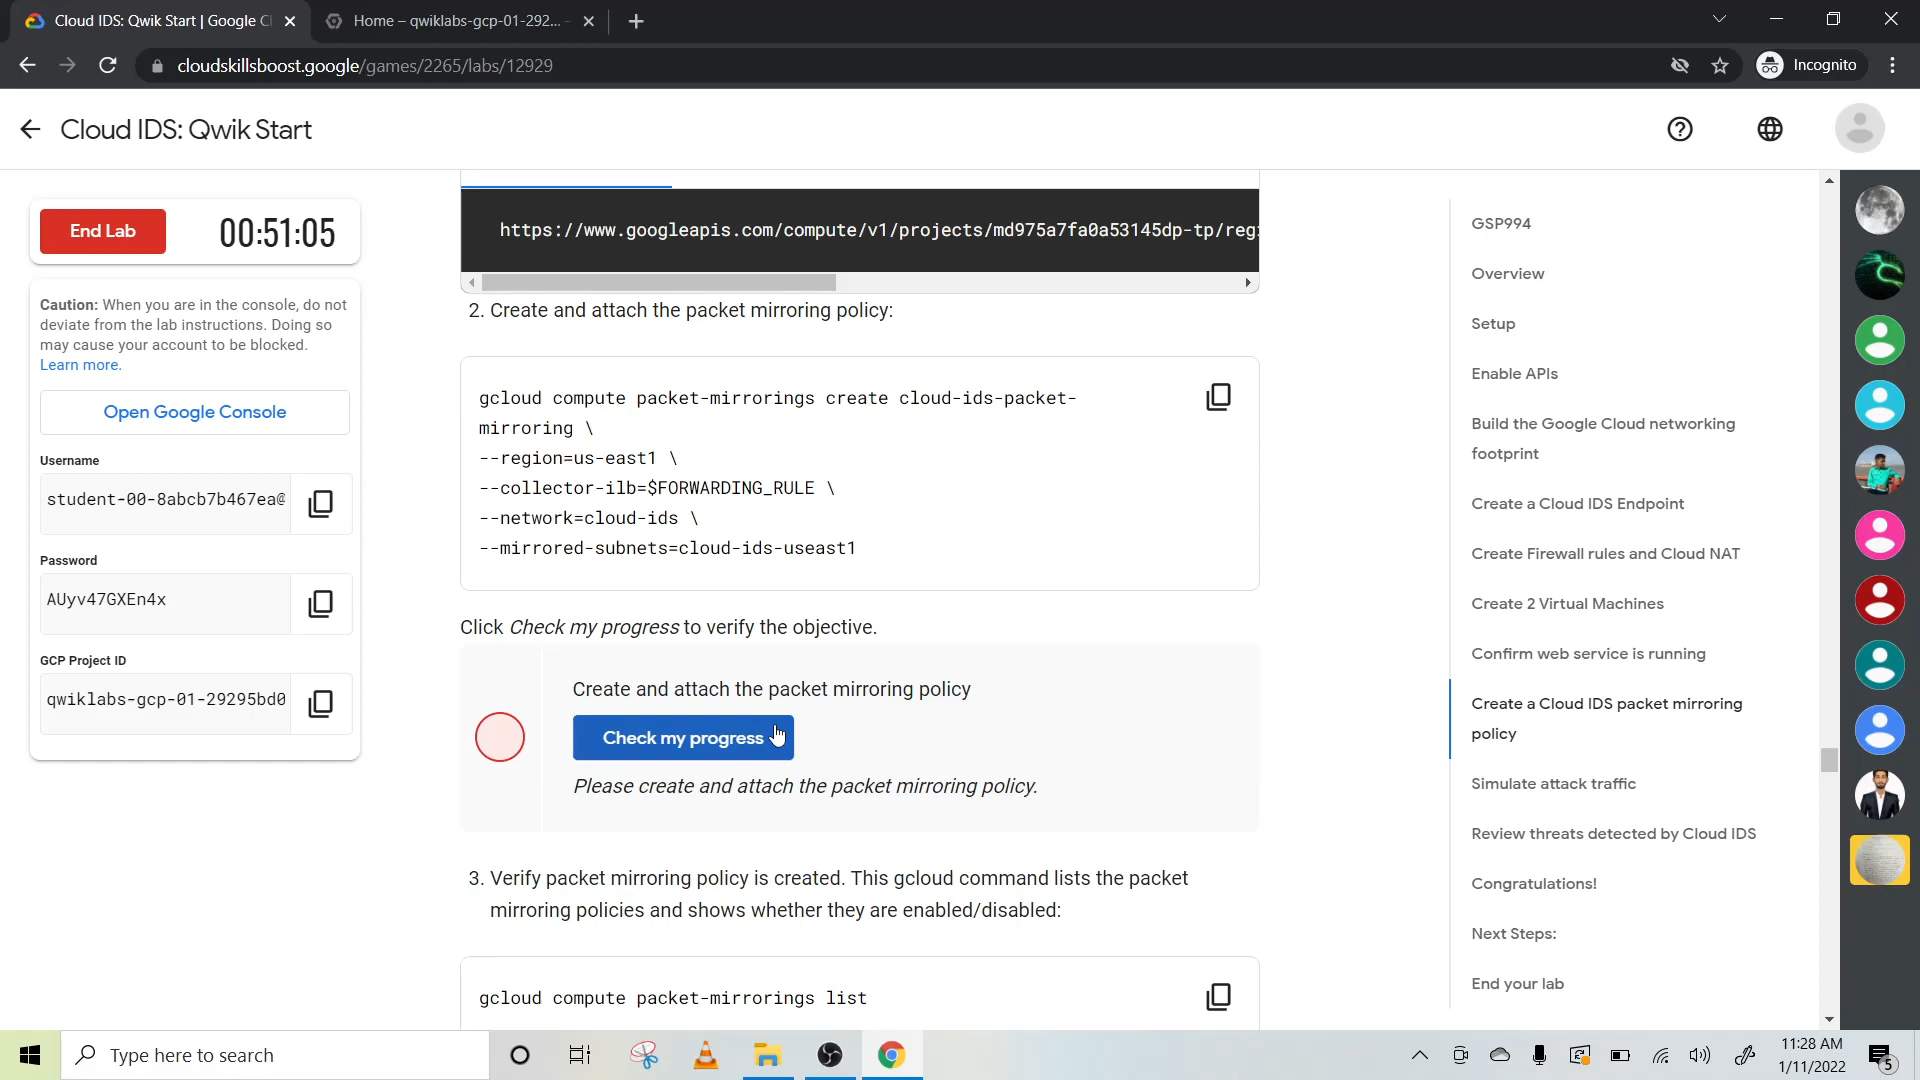 Cloud IDS: Qwik Start | Google Cl
Home – qwiklabs-gcp-01-292... –
cloudskillsboost.google/games/2265/labs/12929
Incognito
Cloud IDS: Qwik Start
End Lab
00:51:05
Caution: When you are in the console, do not
deviate from the lab instructions. Doing so
may cause your account to be blocked.
Learn more.
Open Google Console
Username
student-00-8abcb7b467ea@
Password
AUyv47GXEn4x
GCP Project ID
qwiklabs-gcp-01-29295bd0
https://www.googleapis.com/compute/v1/projects/md975a7fa0a53145dp-tp/reg
2. Create and attach the packet mirroring policy:
gcloud compute packet-mirrorings create cloud-ids-packet-
mirroring \
--region=us-east1 \
--collector-ilb=$FORWARDING_RULE \
--network=cloud-ids \
--mirrored-subnets=cloud-ids-useast1
Click Check my progress to verify the objective.
Create and attach the packet mirroring policy
Check my progress
Please create and attach the packet mirroring policy.
3. Verify packet mirroring policy is created. This gcloud command lists the packet
mirroring policies and shows whether they are enabled/disabled:
gcloud compute packet-mirrorings list
GSP994
Overview
Setup
Enable APIs
Build the Google Cloud networking
footprint
Create a Cloud IDS Endpoint
Create Firewall rules and Cloud NAT
Create 2 Virtual Machines
Confirm web service is running
Create a Cloud IDS packet mirroring
policy
Simulate attack traffic
Review threats detected by Cloud IDS
Congratulations!
Next Steps:
End your lab
Type here to search
11:28 AM
1/11/2022
5